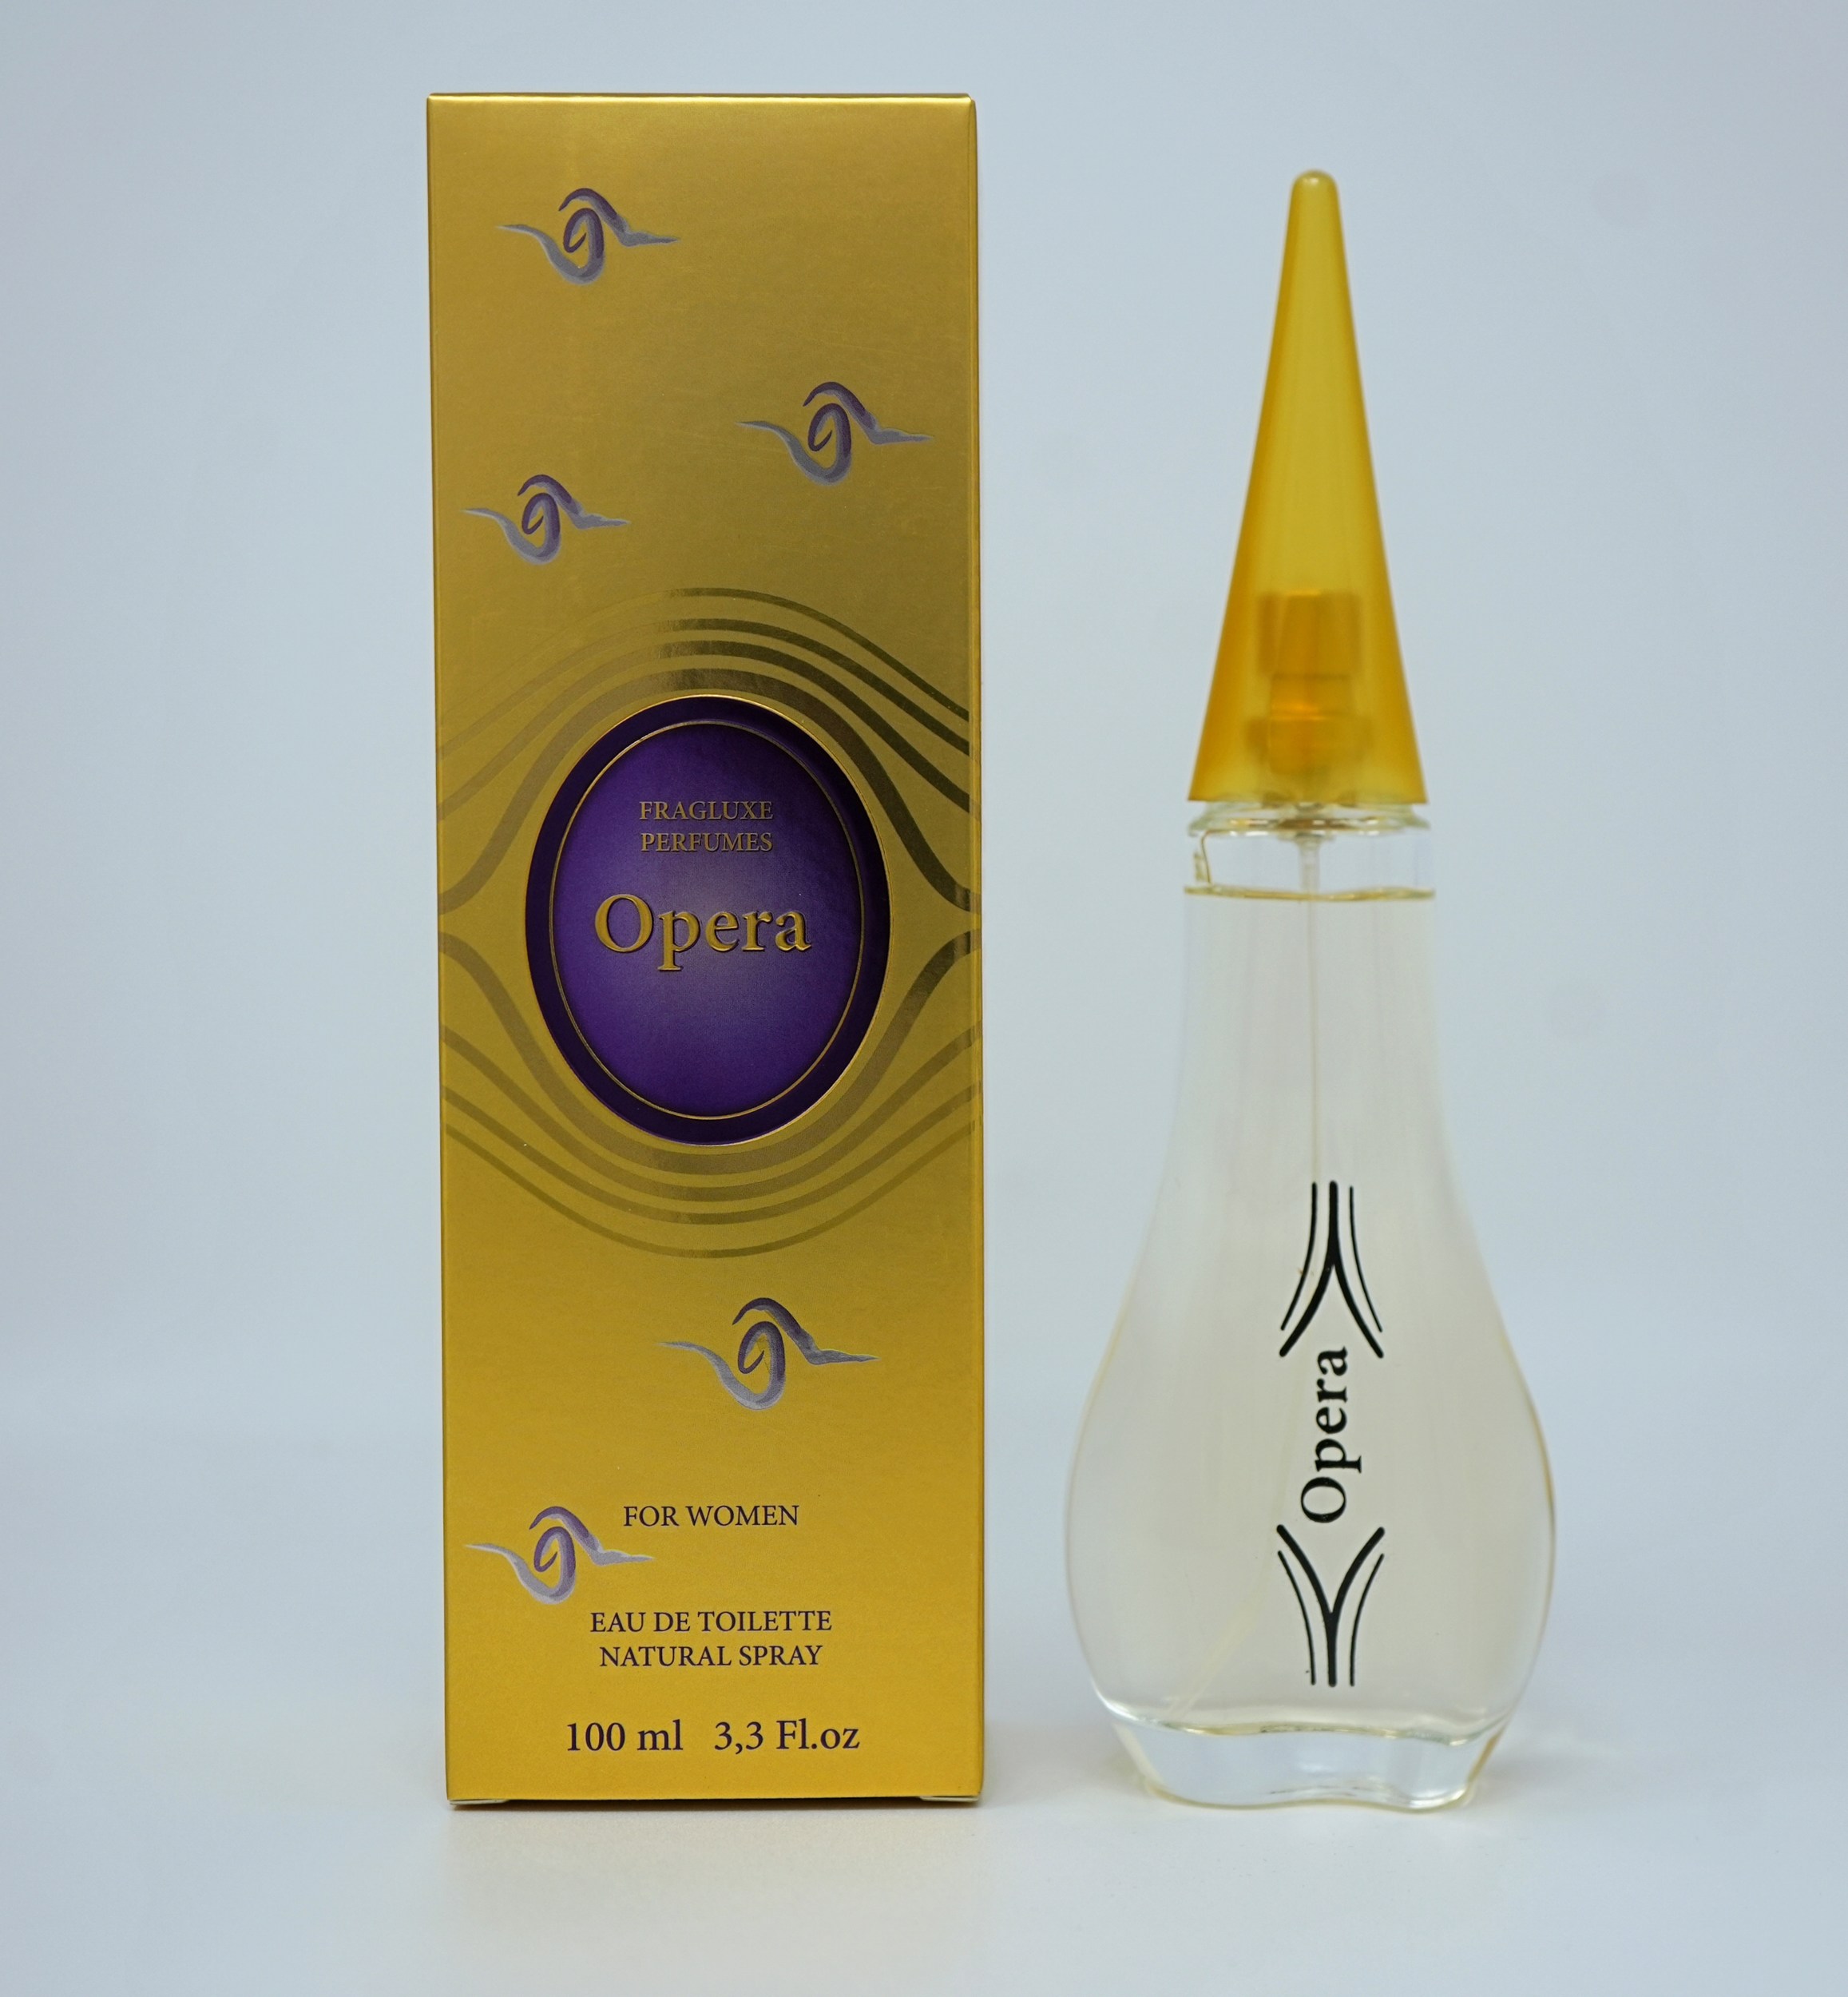 FRAGLUXE
PERFUMES
Opera
FOR WOMEN
EAU DE TOILETTE
NATURAL SPRAY
100 ml 3,3 Fl.oz
Opera